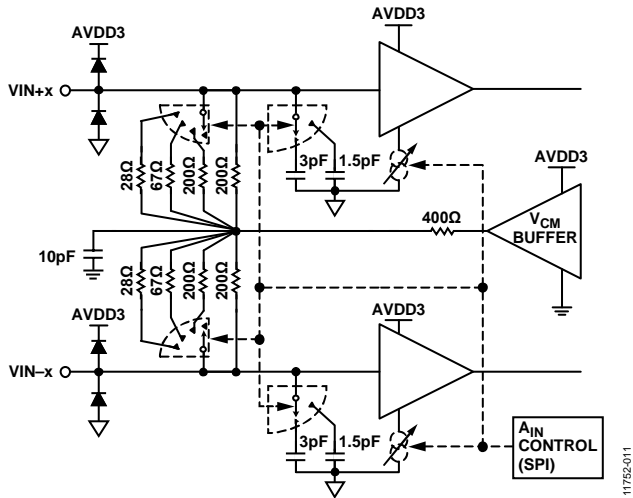 AVDD3
AVDD3
VIN+x
28Ω
67Ω
200Ω
200Ω
3pF
1.5pF
AVDD3
400Ω
VCM
BUFFER
10pF
28Ω
67Ω
200Ω
200Ω
AVDD3
AVDD3
VIN–x
3pF
1.5pF
AIN
CONTROL
(SPI)
11752-011